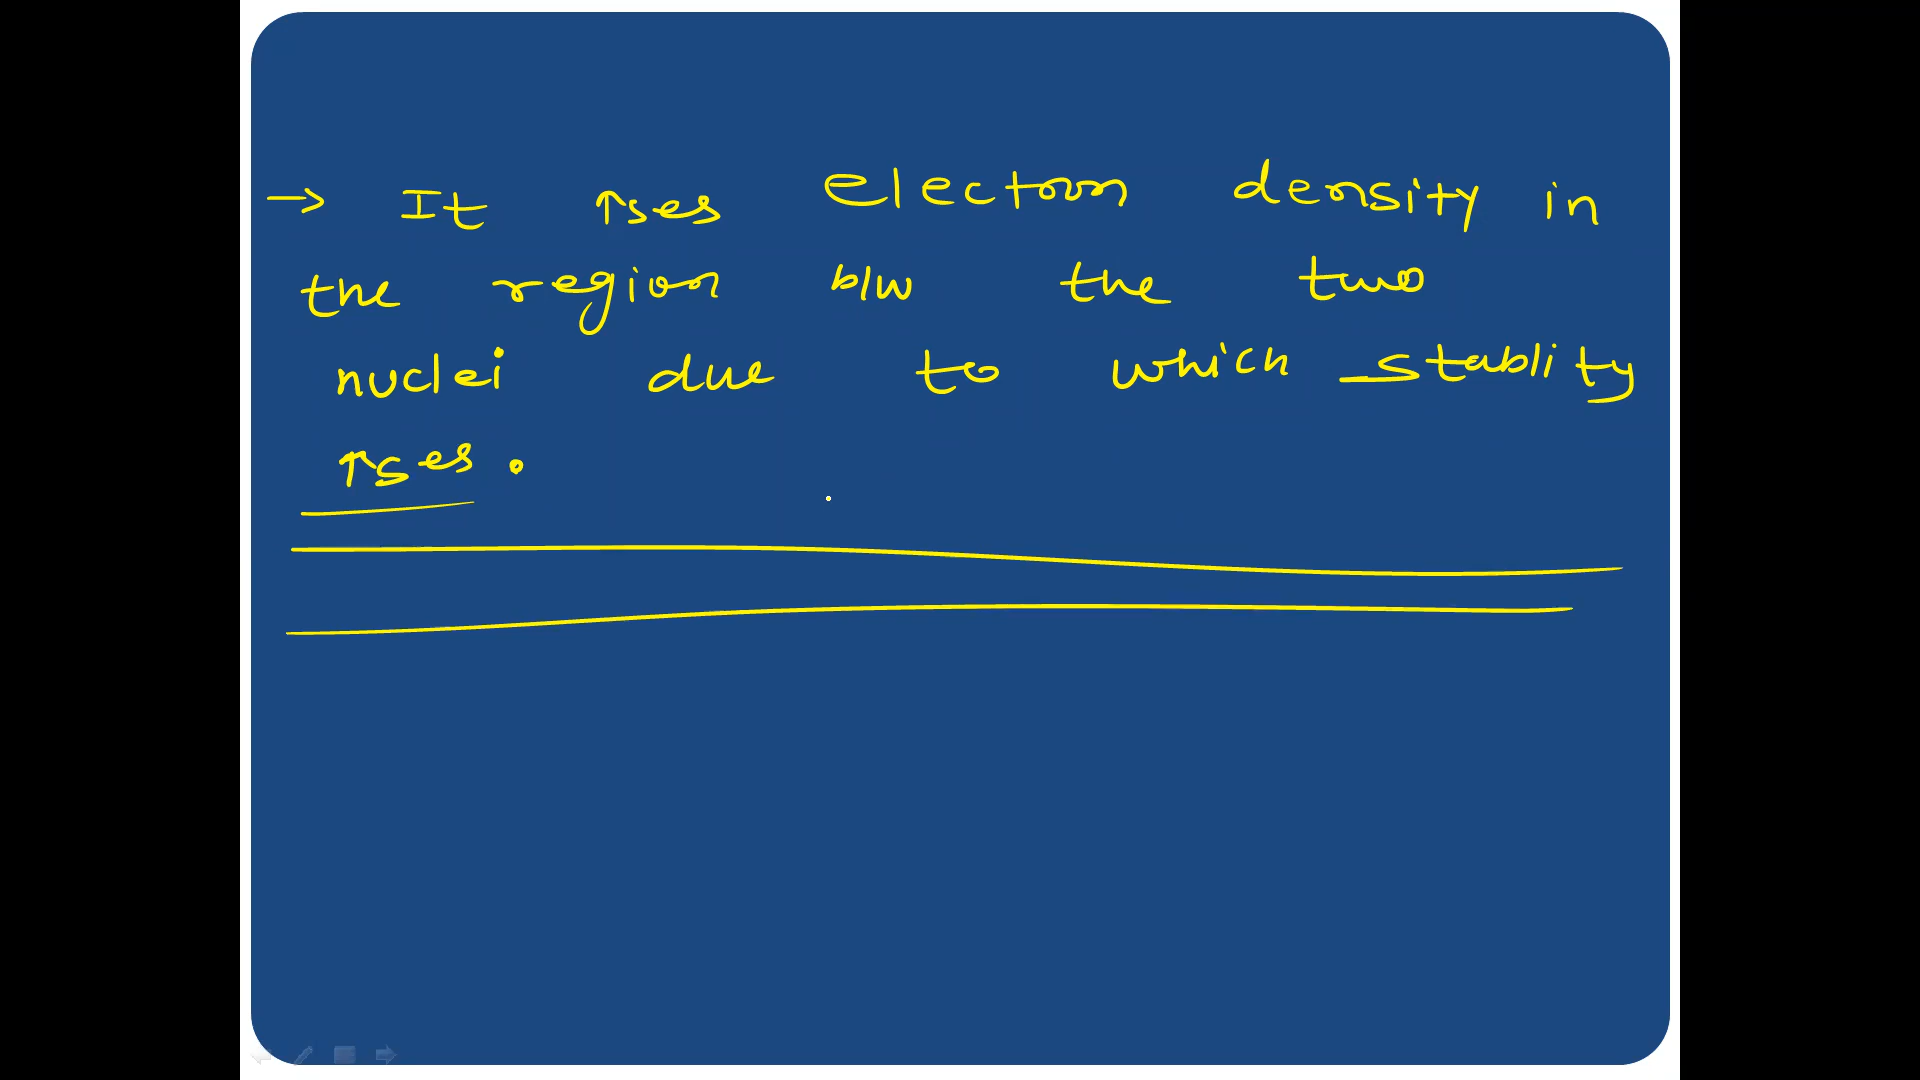 → It ↑ses electron density in
the region b/w the two
nuclei due to which stablity
↑ses.